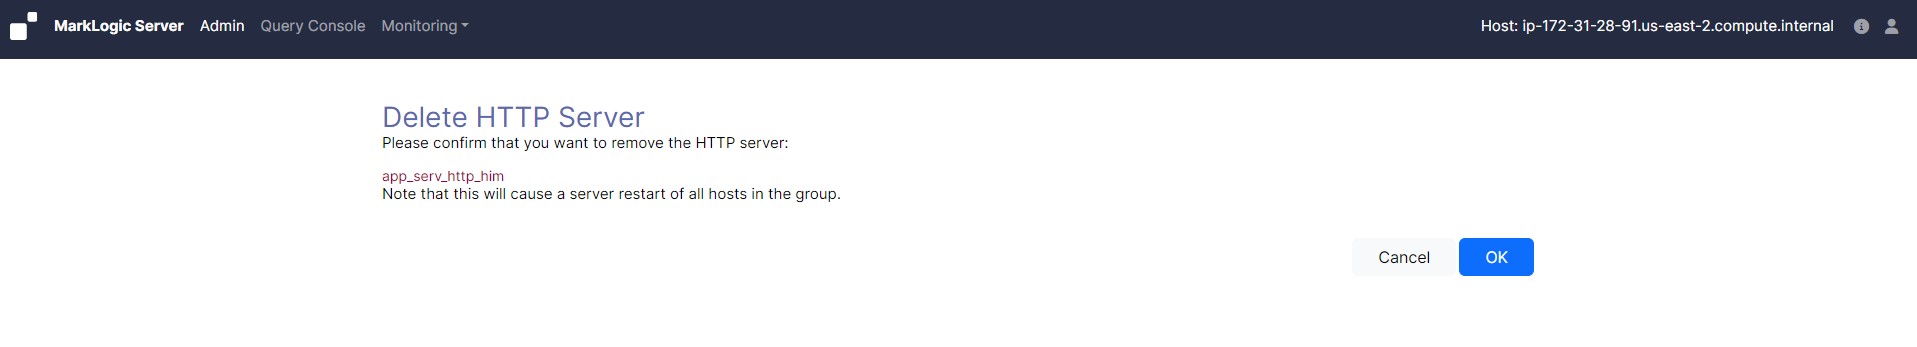 MarkLogic Server Admin Query Console Monitoring Host: ip-172-31-28-91.us-east-2.compute.internal
Delete HTTP Server
Please confirm that you want to remove the HTTP server:
app_serv_http_him
Note that this will cause a server restart of all hosts in the group.
Cancel OK